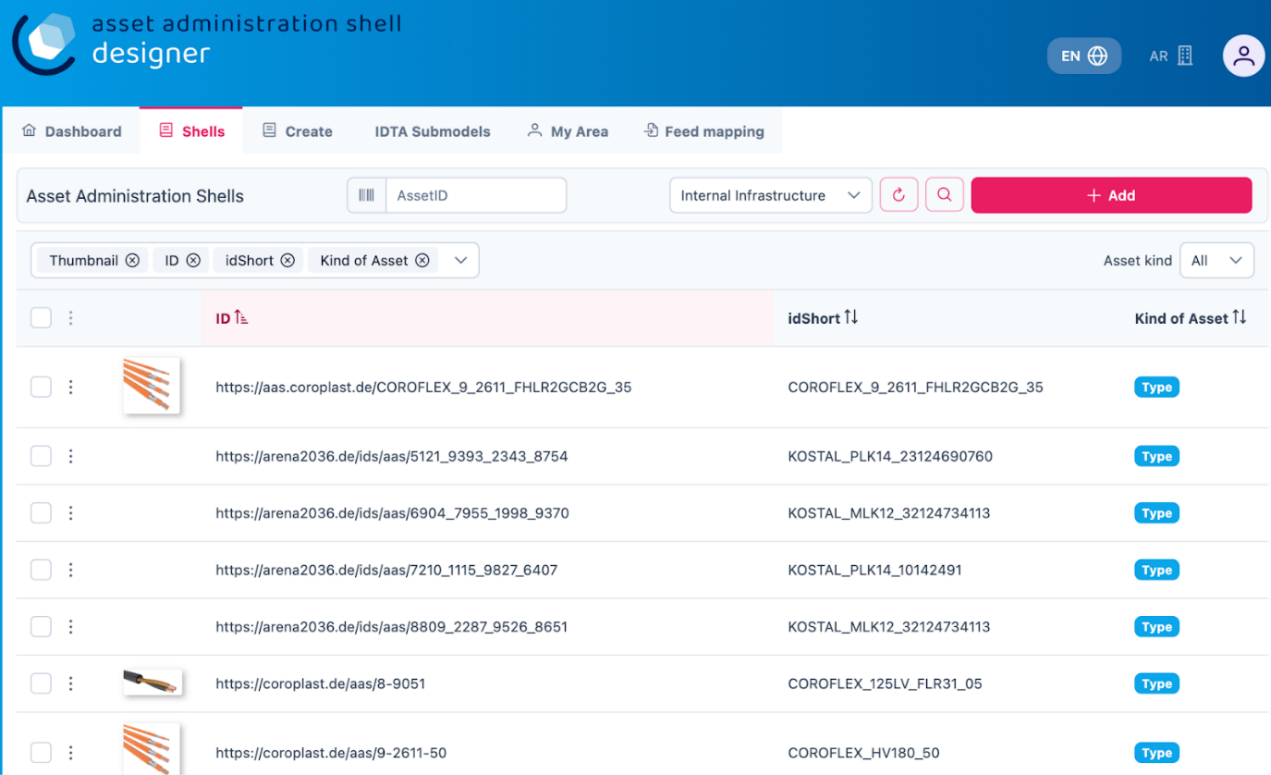 asset administration shell
designer
EN AR
Dashboard Shells Create IDTA Submodels My Area Feed mapping
Asset Administration Shells AssetID Internal Infrastructure + Add
Thumbnail ID idShort Kind of Asset Asset kind All
ID idShort Kind of Asset
https://aas.coroplast.de/COROFLEX_9_2611_FHLR2GCB2G_35 COROFLEX_9_2611_FHLR2GCB2G_35 Type
https://arena2036.de/ids/aas/5121_9393_2343_8754 KOSTAL_PLK14_23124690760 Type
https://arena2036.de/ids/aas/6904_7955_1998_9370 KOSTAL_MLK12_32124734113 Type
https://arena2036.de/ids/aas/7210_1115_9827_6407 KOSTAL_PLK14_10142491 Type
https://arena2036.de/ids/aas/8809_2287_9526_8651 KOSTAL_MLK12_32124734113 Type
https://coroplast.de/aas/8-9051 COROFLEX_125LV_FLR31_05 Type
https://coroplast.de/aas/9-2611-50 COROFLEX_HV180_50 Type